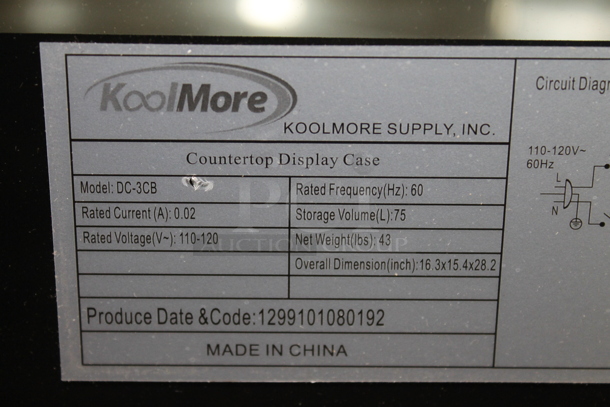 KoolMore
KOOLMORE SUPPLY, INC.
Countertop Display Case
Model: DC-3CB
Rated Frequency(Hz): 60
Rated Current (A): 0.02
Storage Volume(L):75
Rated Voltage(V~): 110-120
Net Weight(lbs): 43
Overall Dimension(inch):16.3x15.4x28.2
Produce Date &Code:1299101080192
MADE IN CHINA
Circuit Diagr
110-120V~
60Hz
L
N
AUCTION GROUP